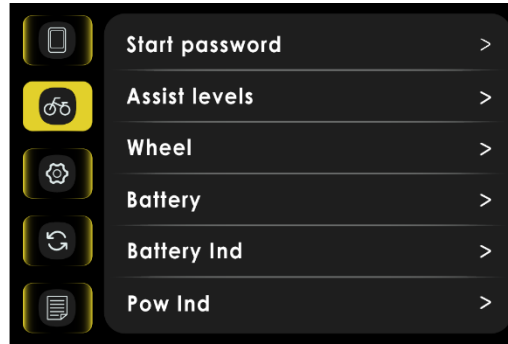 Start password >
Assist levels >
Wheel >
Battery >
Battery Ind >
Pow Ind >